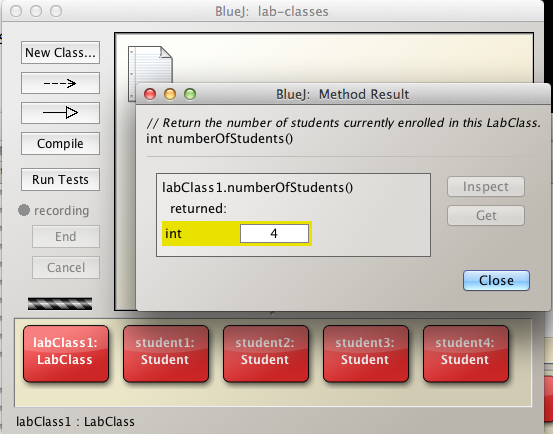 BlueJ: lab-classes
New Class...
Compile
Run Tests
recording
End
Cancel
BlueJ: Method Result
// Return the number of students currently enrolled in this LabClass.
int numberOfStudents()
labClass1.numberOfStudents()
returned:
int 4
Inspect
Get
Close
labClass1:
LabClass
student1:
Student
student2:
Student
student3:
Student
student4:
Student
labClass1 : LabClass